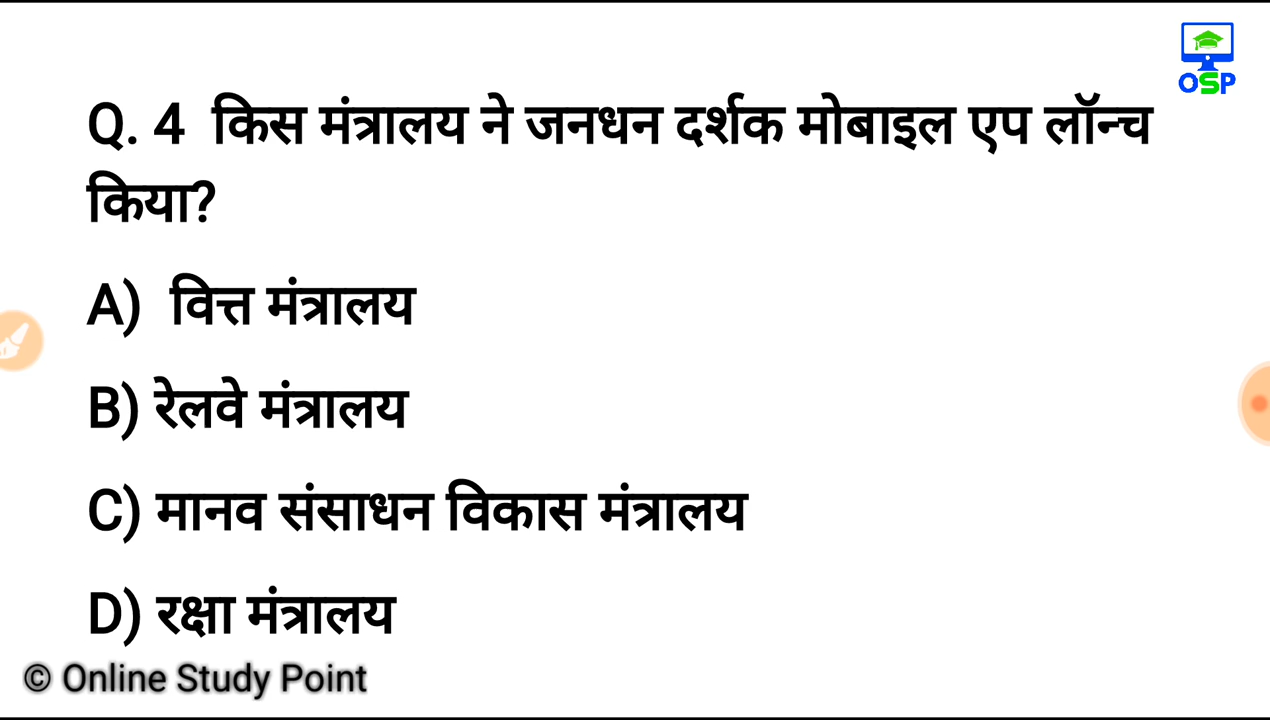 OSP
Q. 4 किस मंत्रालय ने जनधन दर्शक मोबाइल एप लॉन्च
किया?
A) वित्त मंत्रालय
B) रेलवे मंत्रालय
C) मानव संसाधन विकास मंत्रालय
D) रक्षा मंत्रालय
© Online Study Point